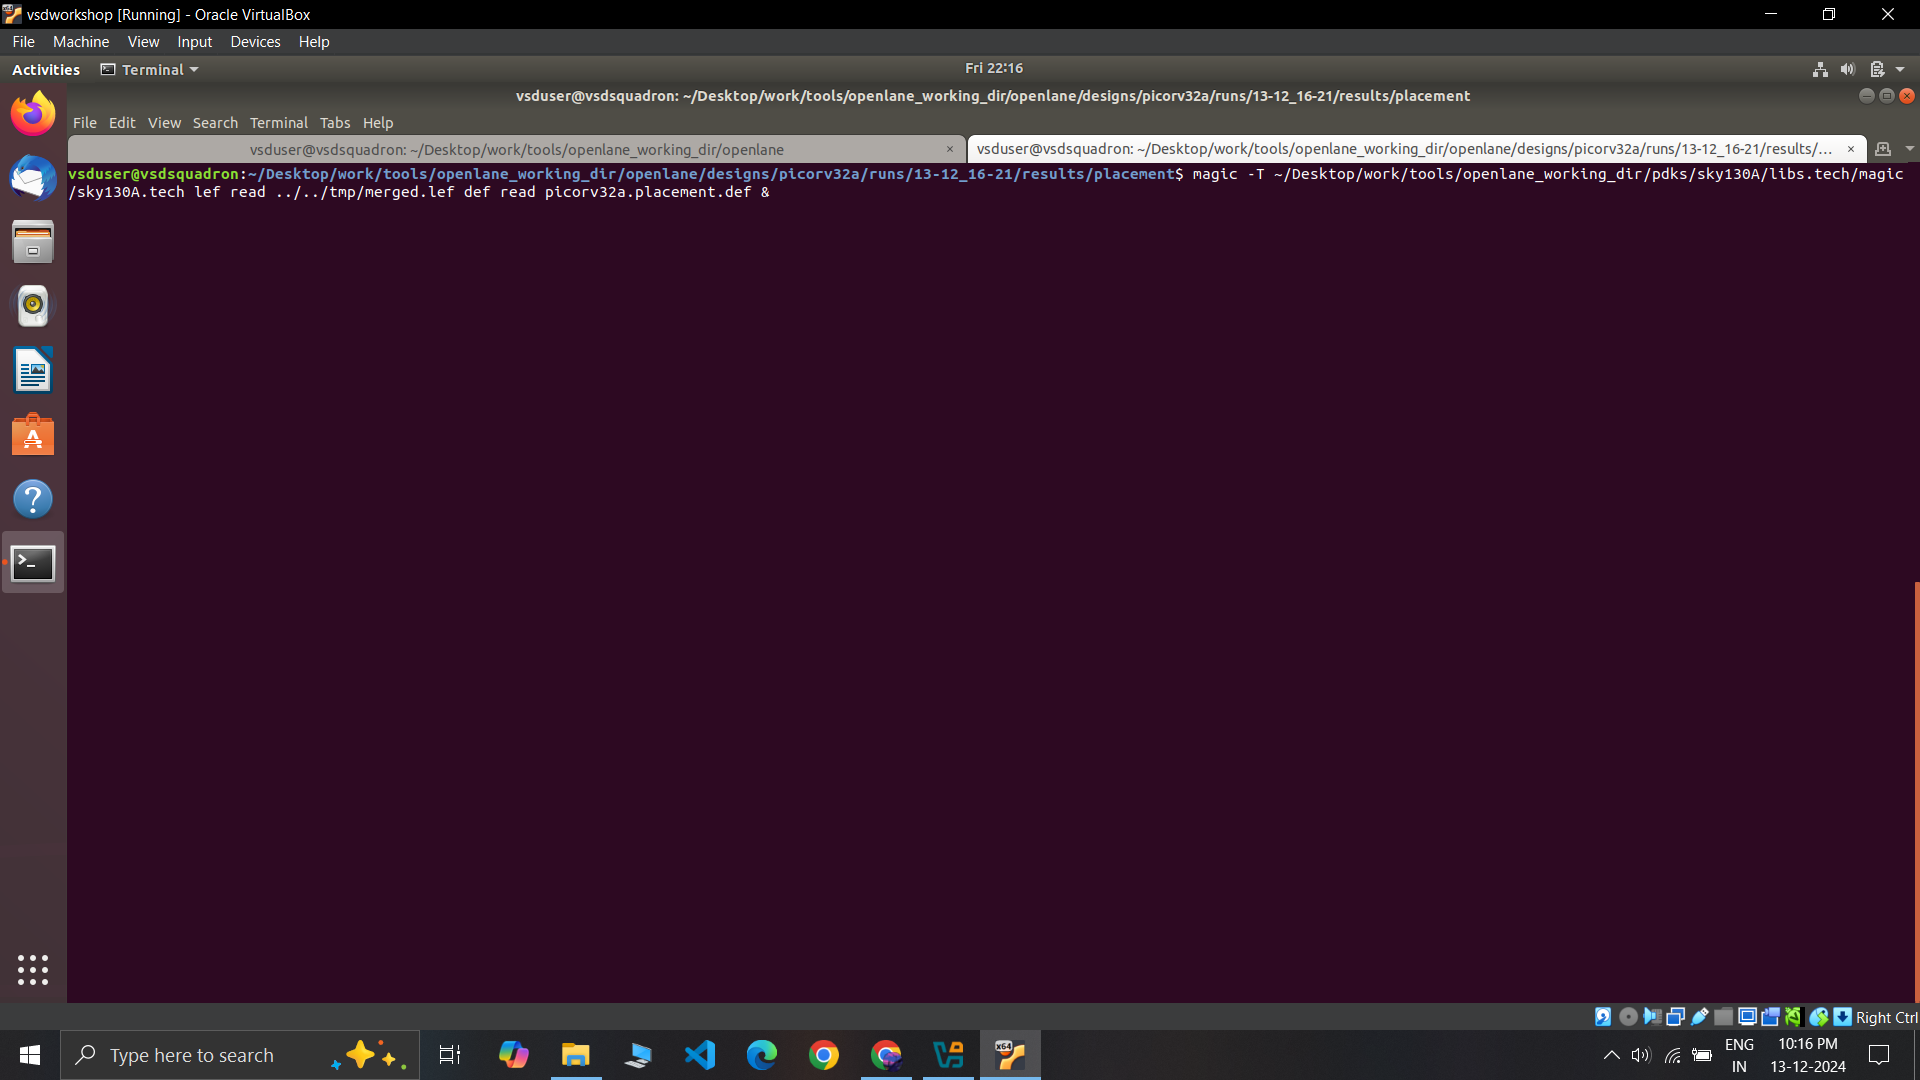 vsdworkshop [Running] - Oracle VirtualBox
File Machine View Input Devices Help
Activities Terminal Fri 22:16
vsduser@vsdsquadron: ~/Desktop/work/tools/openlane_working_dir/openlane/designs/picorv32a/runs/13-12_16-21/results/placement
File Edit View Search Terminal Tabs Help
vsduser@vsdsquadron: ~/Desktop/work/tools/openlane_working_dir/openlane × vsduser@vsdsquadron: ~/Desktop/work/tools/openlane_working_dir/openlane/designs/picorv32a/runs/13-12_16-21/results/... ×
vsduser@vsdsquadron:~/Desktop/work/tools/openlane_working_dir/openlane/designs/picorv32a/runs/13-12_16-21/results/placement$ magic -T ~/Desktop/work/tools/openlane_working_dir/pdks/sky130A/libs.tech/magic
/sky130A.tech lef read ../../tmp/merged.lef def read picorv32a.placement.def &
Right Ctrl
Type here to search
x64
ENG
IN
10:16 PM
13-12-2024